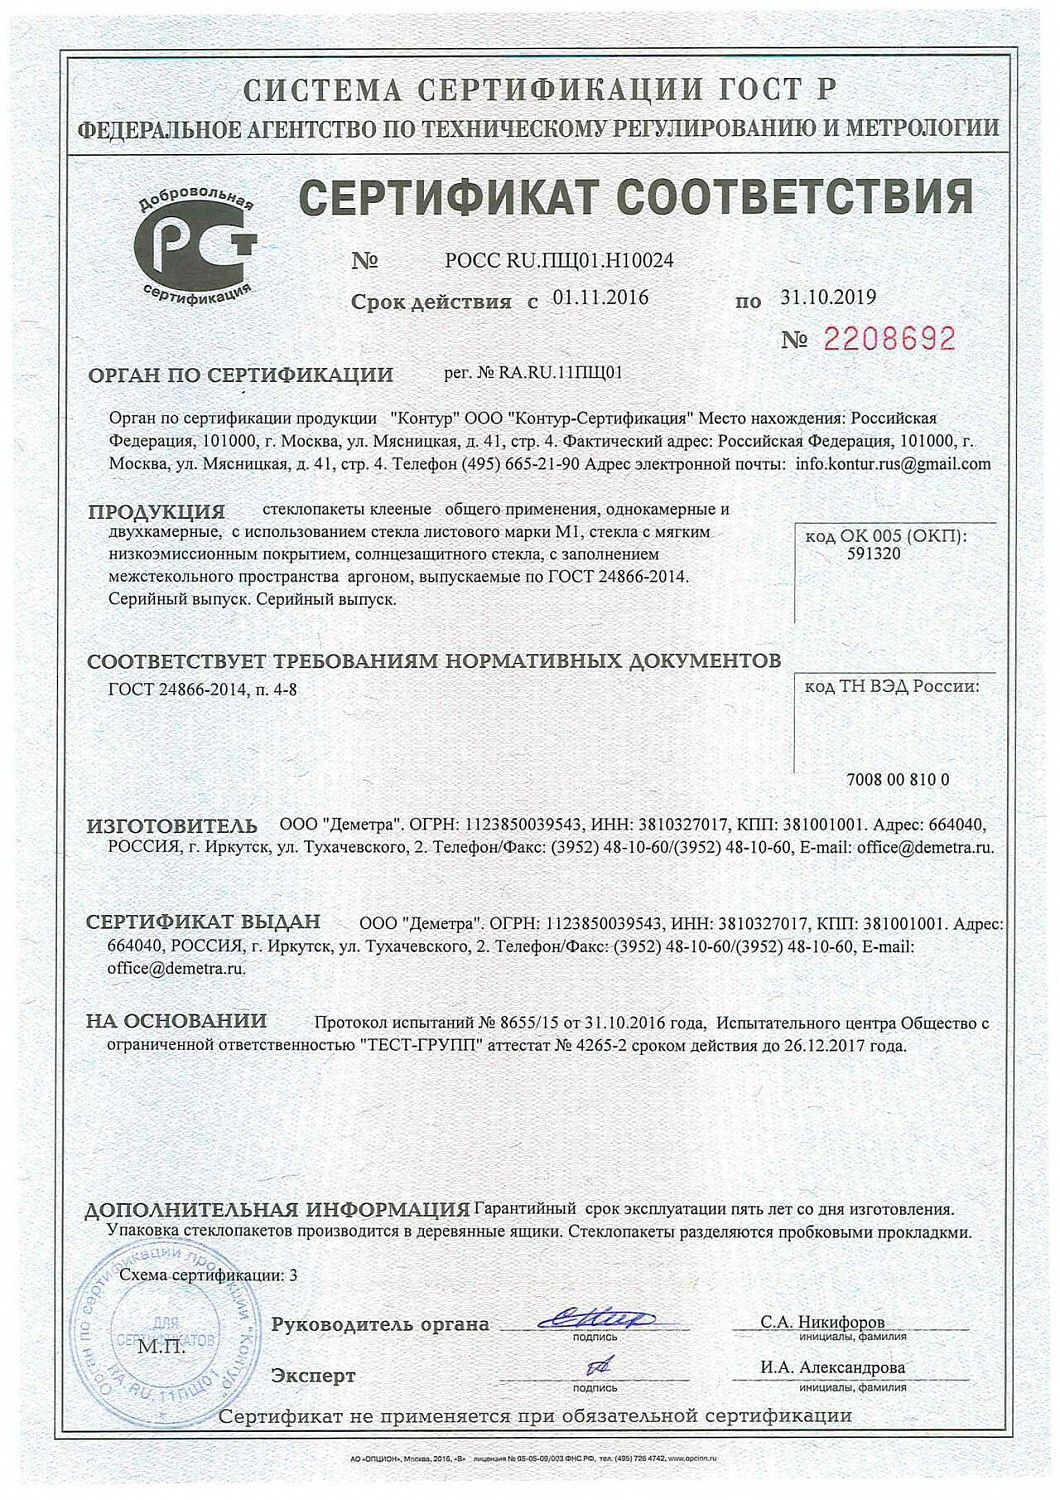 СИСТЕМА СЕРТИФИКАЦИИ ГОСТ Р
ФЕДЕРАЛЬНОЕ АГЕНТСТВО ПО ТЕХНИЧЕСКОМУ РЕГУЛИРОВАНИЮ И МЕТРОЛОГИИ
Добровольная
РСТ
сертификация
СЕРТИФИКАТ СООТВЕТСТВИЯ
№ РОСС RU.ПЩ01.Н10024
Срок действия с 01.11.2016 по 31.10.2019
№ 2208692
ОРГАН ПО СЕРТИФИКАЦИИ рег. № RA.RU.11ПЩ01
Орган по сертификации продукции "Контур" ООО "Контур-Сертификация" Место нахождения: Российская
Федерация, 101000, г. Москва, ул. Мясницкая, д. 41, стр. 4. Фактический адрес: Российская Федерация, 101000, г.
Москва, ул. Мясницкая, д. 41, стр. 4. Телефон (495) 665-21-90 Адрес электронной почты: info.kontur.rus@gmail.com
ПРОДУКЦИЯ стеклопакеты клееные общего применения, однокамерные и
двухкамерные, с использованием стекла листового марки М1, стекла с мягким
низкоэмиссионным покрытием, солнцезащитного стекла, с заполнением
межстекольного пространства аргоном, выпускаемые по ГОСТ 24866-2014.
Серийный выпуск. Серийный выпуск.
код ОК 005 (ОКП):
591320
СООТВЕТСТВУЕТ ТРЕБОВАНИЯМ НОРМАТИВНЫХ ДОКУМЕНТОВ
ГОСТ 24866-2014, п. 4-8
код ТН ВЭД России:
7008 00 810 0
ИЗГОТОВИТЕЛЬ ООО "Деметра". ОГРН: 1123850039543, ИНН: 3810327017, КПП: 381001001. Адрес: 664040,
РОССИЯ, г. Иркутск, ул. Тухачевского, 2. Телефон/Факс: (3952) 48-10-60/(3952) 48-10-60, E-mail: office@demetra.ru.
СЕРТИФИКАТ ВЫДАН ООО "Деметра". ОГРН: 1123850039543, ИНН: 3810327017, КПП: 381001001. Адрес:
664040, РОССИЯ, г. Иркутск, ул. Тухачевского, 2. Телефон/Факс: (3952) 48-10-60/(3952) 48-10-60, E-mail:
office@demetra.ru.
НА ОСНОВАНИИ Протокол испытаний № 8655/15 от 31.10.2016 года, Испытательного центра Общество с
ограниченной ответственностью "ТЕСТ-ГРУПП" аттестат № 4265-2 сроком действия до 26.12.2017 года.
ДОПОЛНИТЕЛЬНАЯ ИНФОРМАЦИЯ Гарантийный срок эксплуатации пять лет со дня изготовления.
Упаковка стеклопакетов производится в деревянные ящики. Стеклопакеты разделяются пробковыми прокладкми.
Схема сертификации: 3
Орган по сертификации продукции "Контур"
RA.RU.11ПЩ01
ДЛЯ
СЕРТИФИКАТОВ
М.П.
Руководитель органа
подпись
С.А. Никифоров
инициалы, фамилия
Эксперт
подпись
И.А. Александрова
инициалы, фамилия
Сертификат не применяется при обязательной сертификации
АО «ОПЦИОН», Москва, 2016, «В» лицензия № 05-05-09/003 ФНС РФ, тел. (495) 726 4742, www.opcion.ru